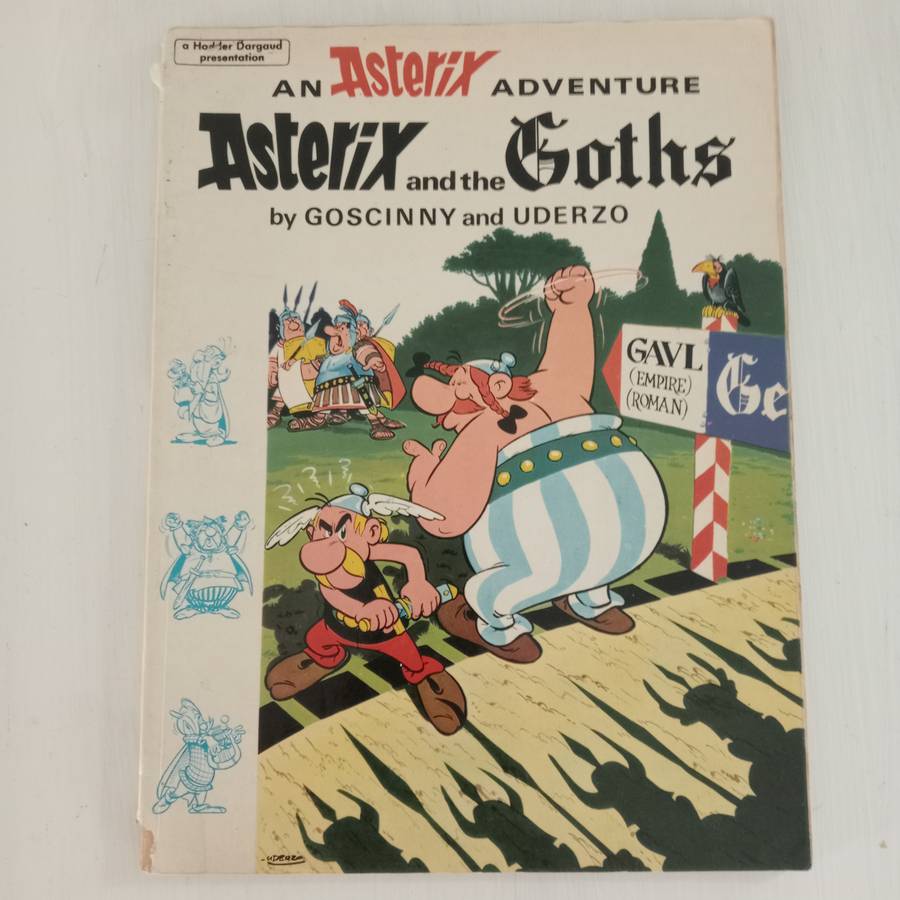 a Hodder Dargaud
presentation
AN Asterix ADVENTURE
Asterix and the Goths
by GOSCINNY and UDERZO
GAVL
(EMPIRE)
(ROMAN)
Ge
-UDERZO-